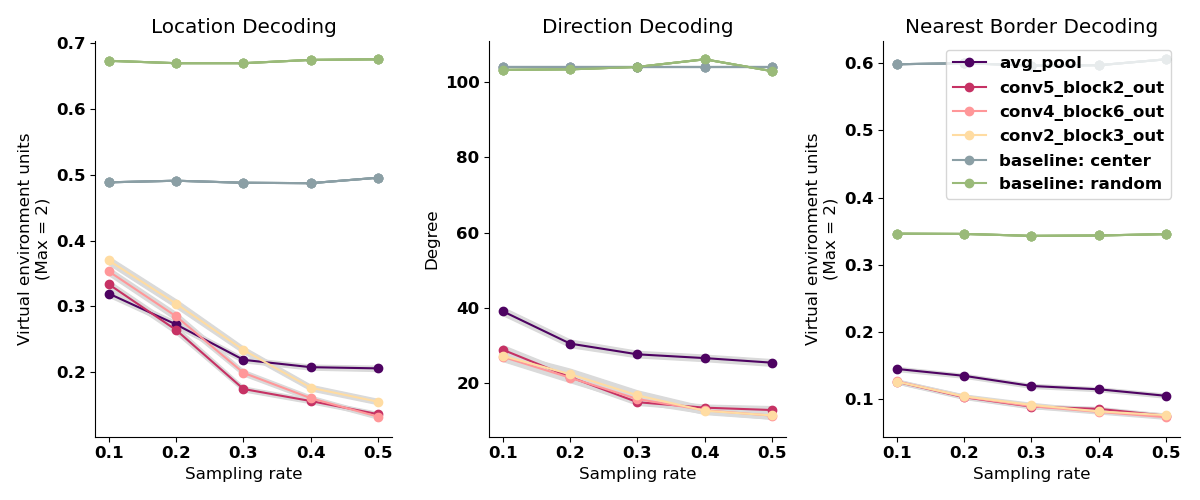 Location Decoding
Direction Decoding
Nearest Border Decoding
0.7
0.6
0.5
0.4
0.3
0.2
Virtual environment units
(Max = 2)
0.1 0.2 0.3 0.4 0.5
Sampling rate
100
80
60
40
20
Degree
0.1 0.2 0.3 0.4 0.5
Sampling rate
0.6
0.5
0.4
0.3
0.2
0.1
Virtual environment units
(Max = 2)
0.1 0.2 0.3 0.4 0.5
Sampling rate
avg_pool
conv5_block2_out
conv4_block6_out
conv2_block3_out
baseline: center
baseline: random